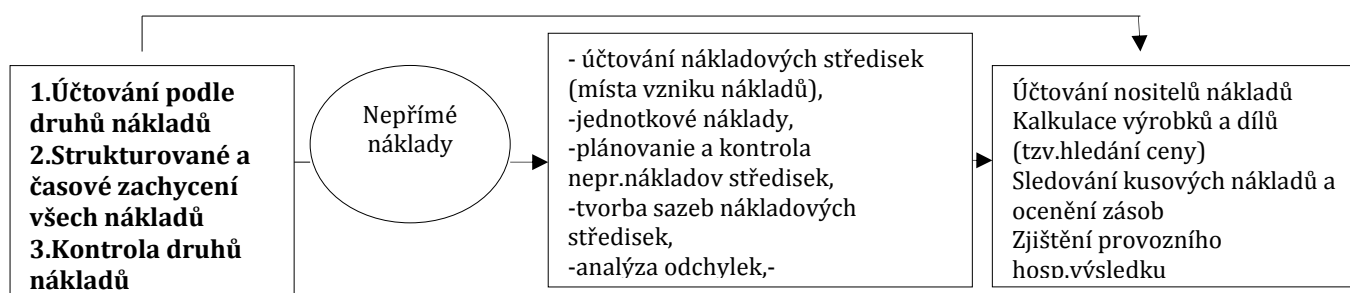 1.Účtování podle
druhů nákladů
2.Strukturované a
časové zachycení
všech nákladů
3.Kontrola druhů
nákladů
Nepřímé
náklady
- účtování nákladových středisek
(místa vzniku nákladů),
-jednotkové náklady,
-plánovanie a kontrola
nepr.nákladov středisek,
-tvorba sazeb nákladových
středisek,
-analýza odchylek,-
Účtování nositelů nákladů
Kalkulace výrobků a dílů
(tzv.hledání ceny)
Sledování kusových nákladů a
ocenění zásob
Zjištění provozního
hosp.výsledku